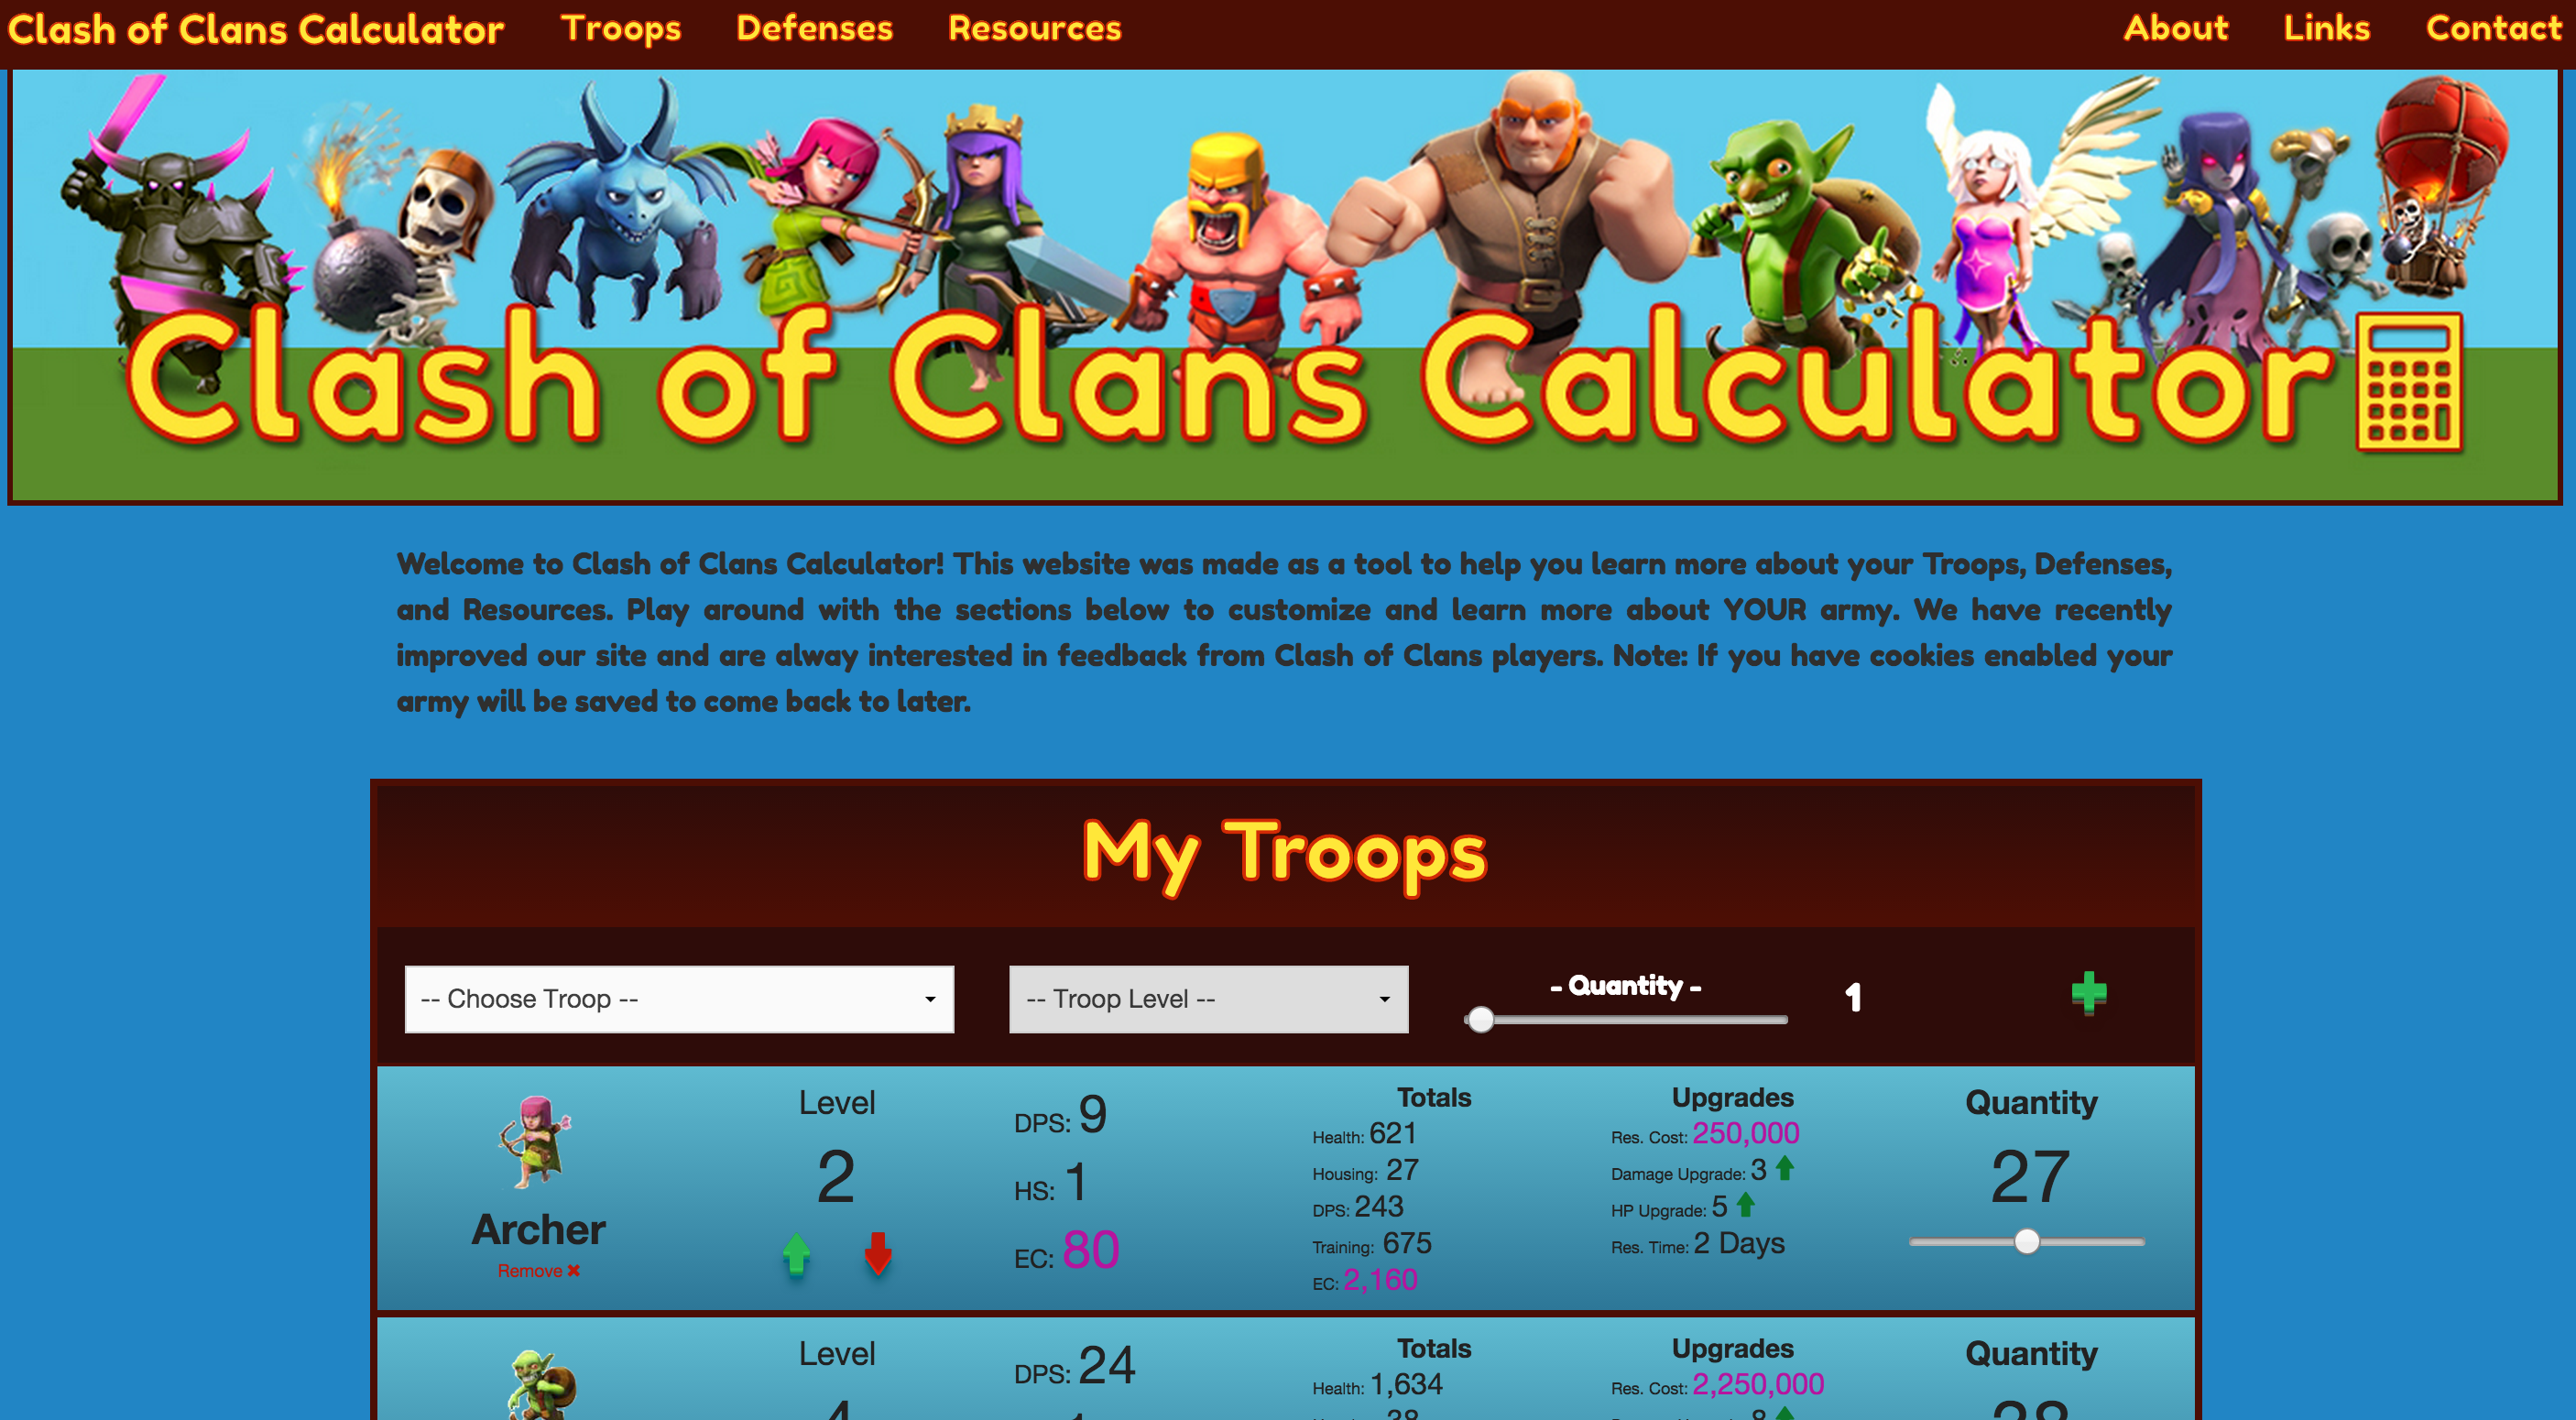 Clash of Clans Calculator Troops Defenses Resources About Links Contact
Clash of Clans Calculator
Welcome to Clash of Clans Calculator! This website was made as a tool to help you learn more about your Troops, Defenses,
and Resources. Play around with the sections below to customize and learn more about YOUR army. We have recently
improved our site and are alway interested in feedback from Clash of Clans players. Note: If you have cookies enabled your
army will be saved to come back to later.
My Troops
-- Choose Troop -- -- Troop Level -- - Quantity - 1
Archer
Remove ✖
Level
2
DPS: 9
HS: 1
EC: 80
Totals
Health: 621
Housing: 27
DPS: 243
Training: 675
EC: 2,160
Upgrades
Res. Cost: 250,000
Damage Upgrade: 3
HP Upgrade: 5
Res. Time: 2 Days
Quantity
27
Level
4
DPS: 24
Totals
Health: 1,634
38
Upgrades
Res. Cost: 2,250,000
8
Quantity
38